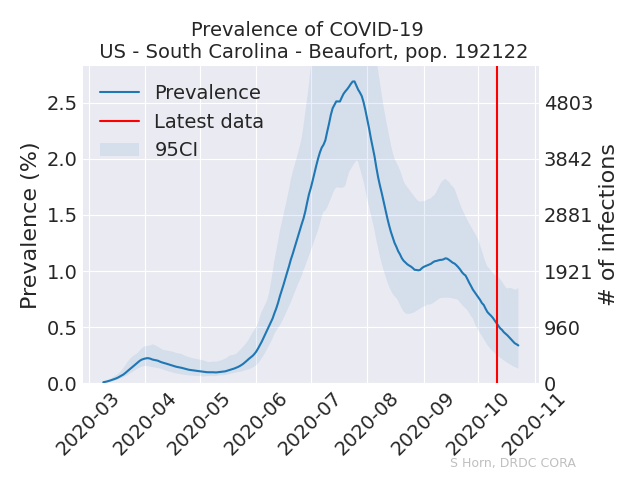 Prevalence of COVID-19
US - South Carolina - Beaufort, pop. 192122
Prevalence
Latest data
95CI
Prevalence (%)
2.5
2.0
1.5
1.0
0.5
0.0
4803
3842
2881
1921
960
0
# of infections
2020-03
2020-04
2020-05
2020-06
2020-07
2020-08
2020-09
2020-10
2020-11
S Horn, DRDC CORA